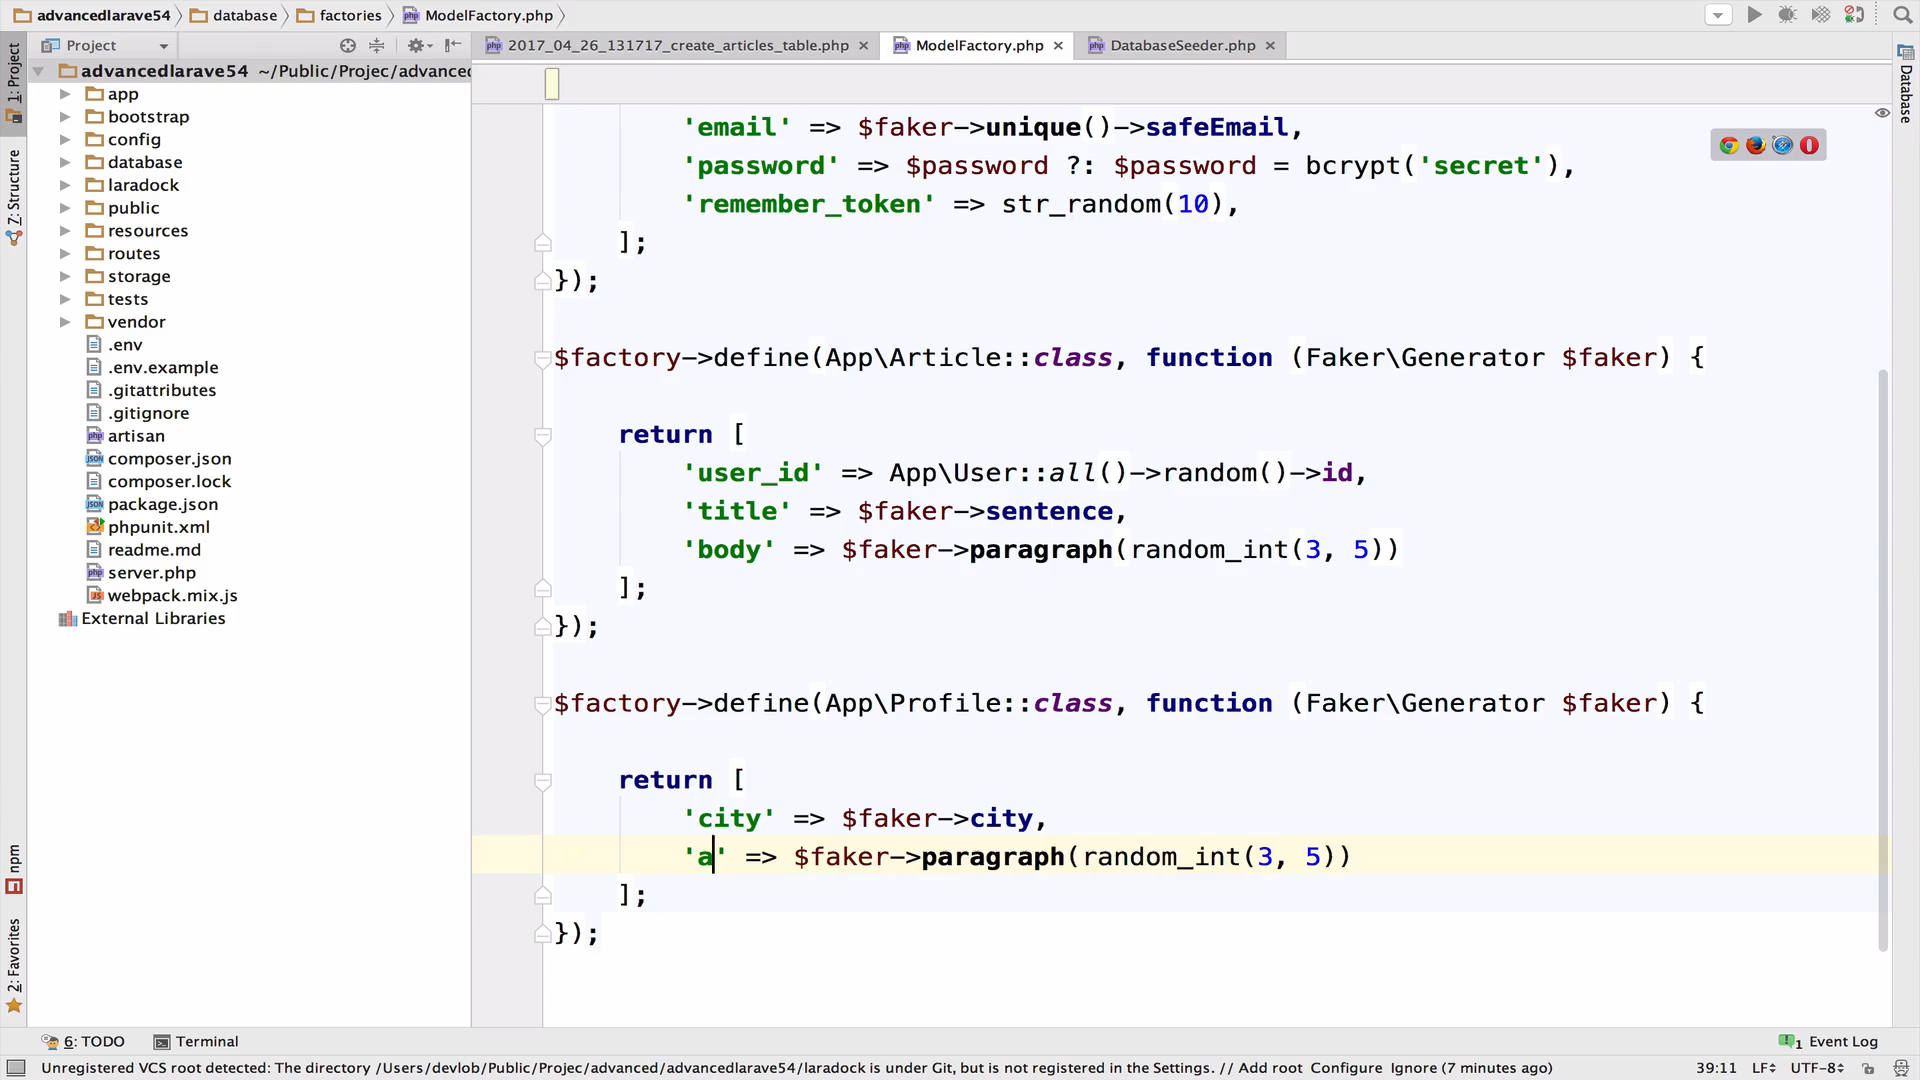 advancedlarave54 database factories ModelFactory.php
1: Project
Project
2017_04_26_131717_create_articles_table.php ModelFactory.php DatabaseSeeder.php
Database
advancedlarave54 ~/Public/Projec/advance
app
bootstrap
config
database
laradock
public
resources
routes
storage
tests
vendor
.env
.env.example
.gitattributes
.gitignore
artisan
composer.json
composer.lock
package.json
phpunit.xml
readme.md
server.php
webpack.mix.js
External Libraries
Z: Structure
npm
2: Favorites
'email' => $faker->unique()->safeEmail,
'password' => $password ?: $password = bcrypt('secret'),
'remember_token' => str_random(10),
];
});
$factory->define(App\Article::class, function (Faker\Generator $faker) {
return [
'user_id' => App\User::all()->random()->id,
'title' => $faker->sentence,
'body' => $faker->paragraph(random_int(3, 5))
];
});
$factory->define(App\Profile::class, function (Faker\Generator $faker) {
return [
'city' => $faker->city,
'a' => $faker->paragraph(random_int(3, 5))
];
});
6: TODO Terminal
1 Event Log
Unregistered VCS root detected: The directory /Users/devlob/Public/Projec/advanced/advancedlarave54/laradock is under Git, but is not registered in the Settings. // Add root Configure Ignore (7 minutes ago)
39:11 LF UTF-8